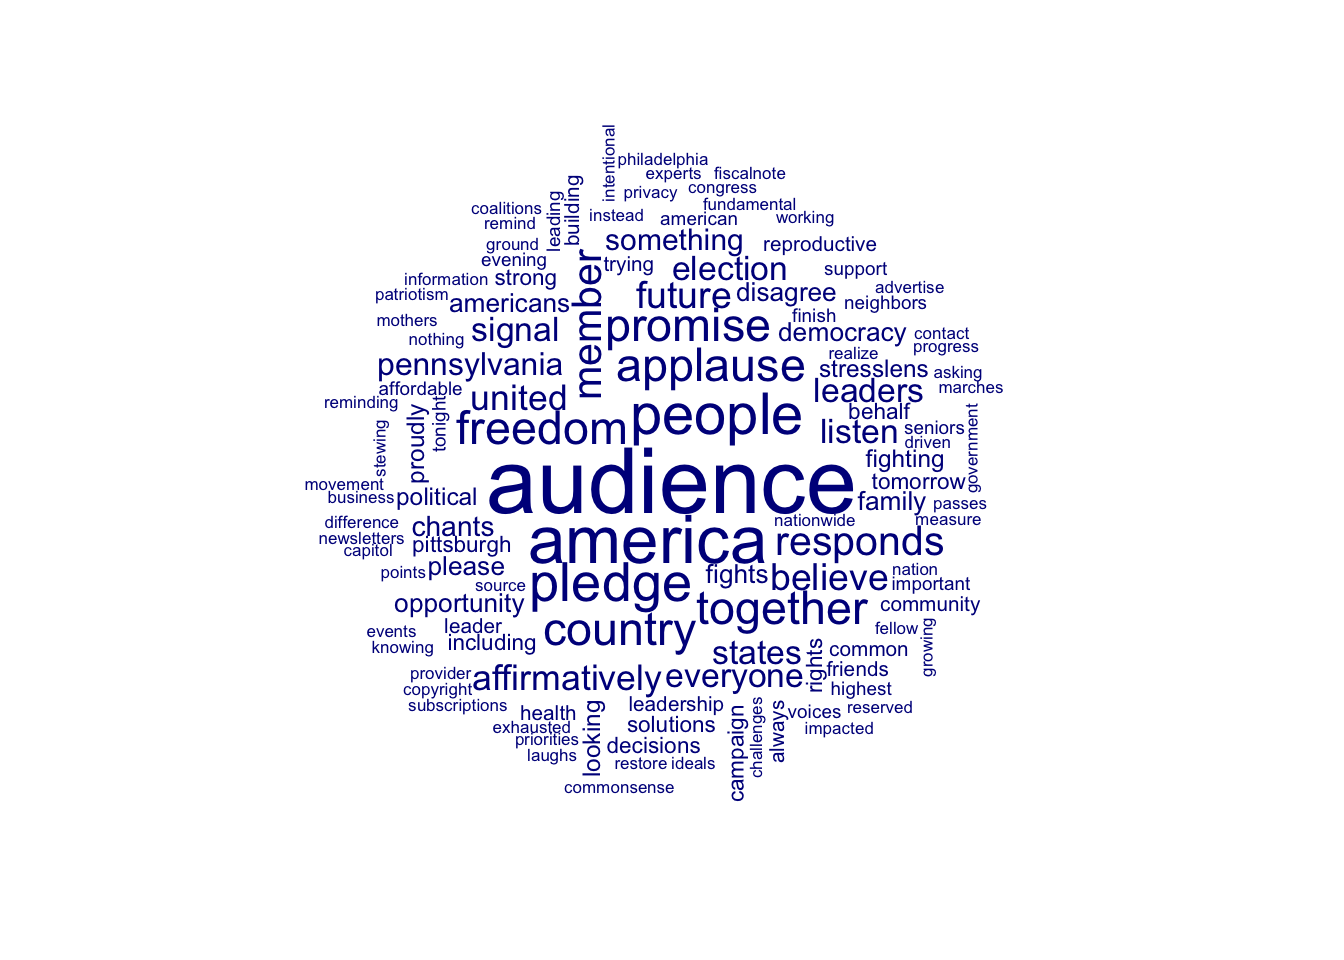 intentional
philadelphia
experts fiscalnote
privacy congress
building
leading
coalitions
fundamental
remind
instead american working
ground
something reproductive
evening
member
trying election support
information strong
patriotism americans
future disagree advertise
neighbors
mothers signal
promise finish
nothing
democracy contact
progress
realize
pennsylvania applause stresslens asking
affordable
leaders marches
reminding
united
proudly
tonight
people behalf
freedom listen seniors
driven
government
stewing
fighting
movement
audience tomorrow
business political family passes
difference chants nationwide measure
newsletters
capitol pittsburgh america responds
points please fights believe nation
source pledge important
opportunity together community
events leader country fellow
knowing including
growing
states rights common
provider affirmatively everyone friends
copyright highest
subscriptions health looking leadership campaign challenges always voices reserved
exhausted solutions impacted
priorities decisions
laughs restore ideals
commonsense